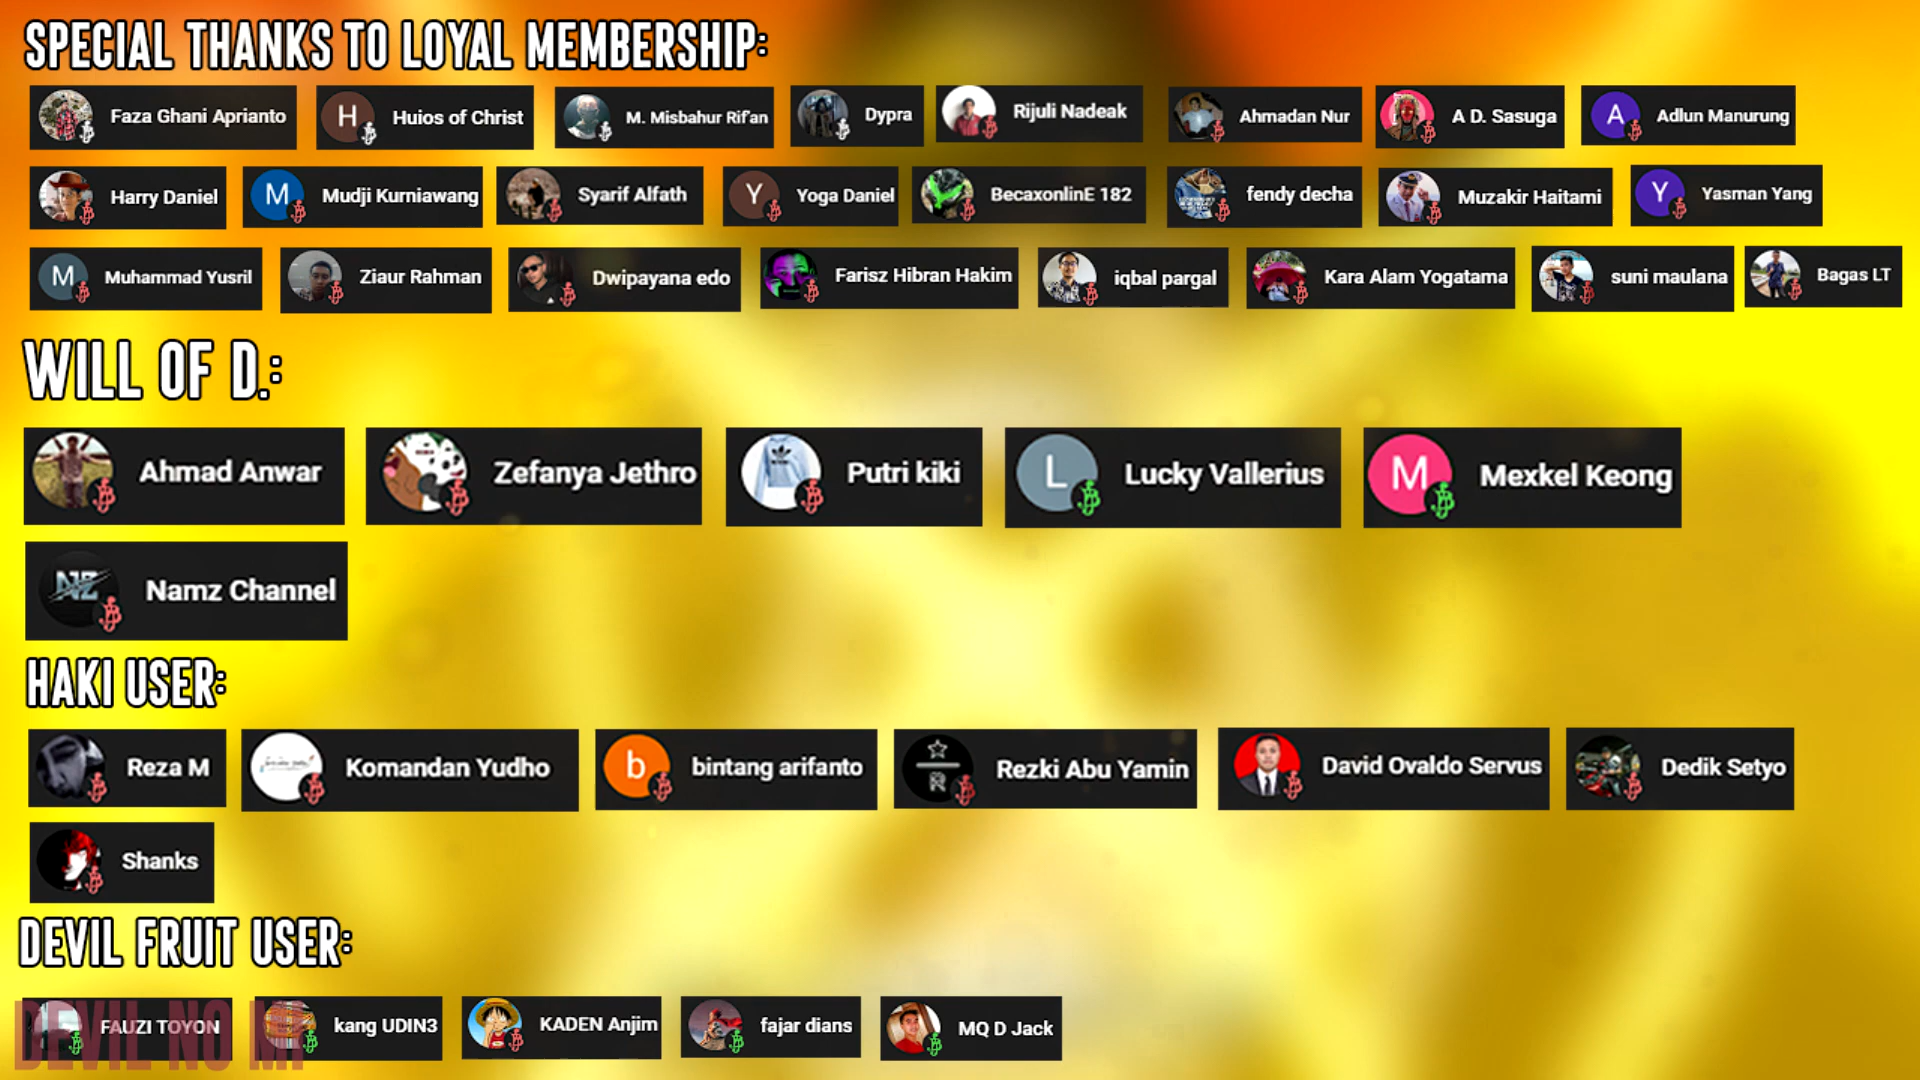 SPECIAL THANKS TO LOYAL MEMBERSHIP:
Faza Ghani Aprianto H Huios of Christ M. Misbahur Rif'an Dypra Rijuli Nadeak Ahmadan Nur A D. Sasuga A Adlun Manurung
Harry Daniel M Mudji Kurniawang Syarif Alfath Y Yoga Daniel BecaxonlinE 182 fendy decha Muzakir Haitami Y Yasman Yang
M Muhammad Yusril Ziaur Rahman Dwipayana edo Farisz Hibran Hakim iqbal pargal Kara Alam Yogatama suni maulana Bagas LT
WILL OF D.:
Ahmad Anwar Zefanya Jethro Putri kiki L Lucky Vallerius M Mexkel Keong
NZ Namz Channel
HAKI USER:
Reza M Komandan Yudho b bintang arifanto R Rezki Abu Yamin David Ovaldo Servus Dedik Setyo
Shanks
DEVIL FRUIT USER:
FAUZI TOYON kang UDIN3 KADEN Anjim fajar dians MQ D Jack
DEVIL NO MI